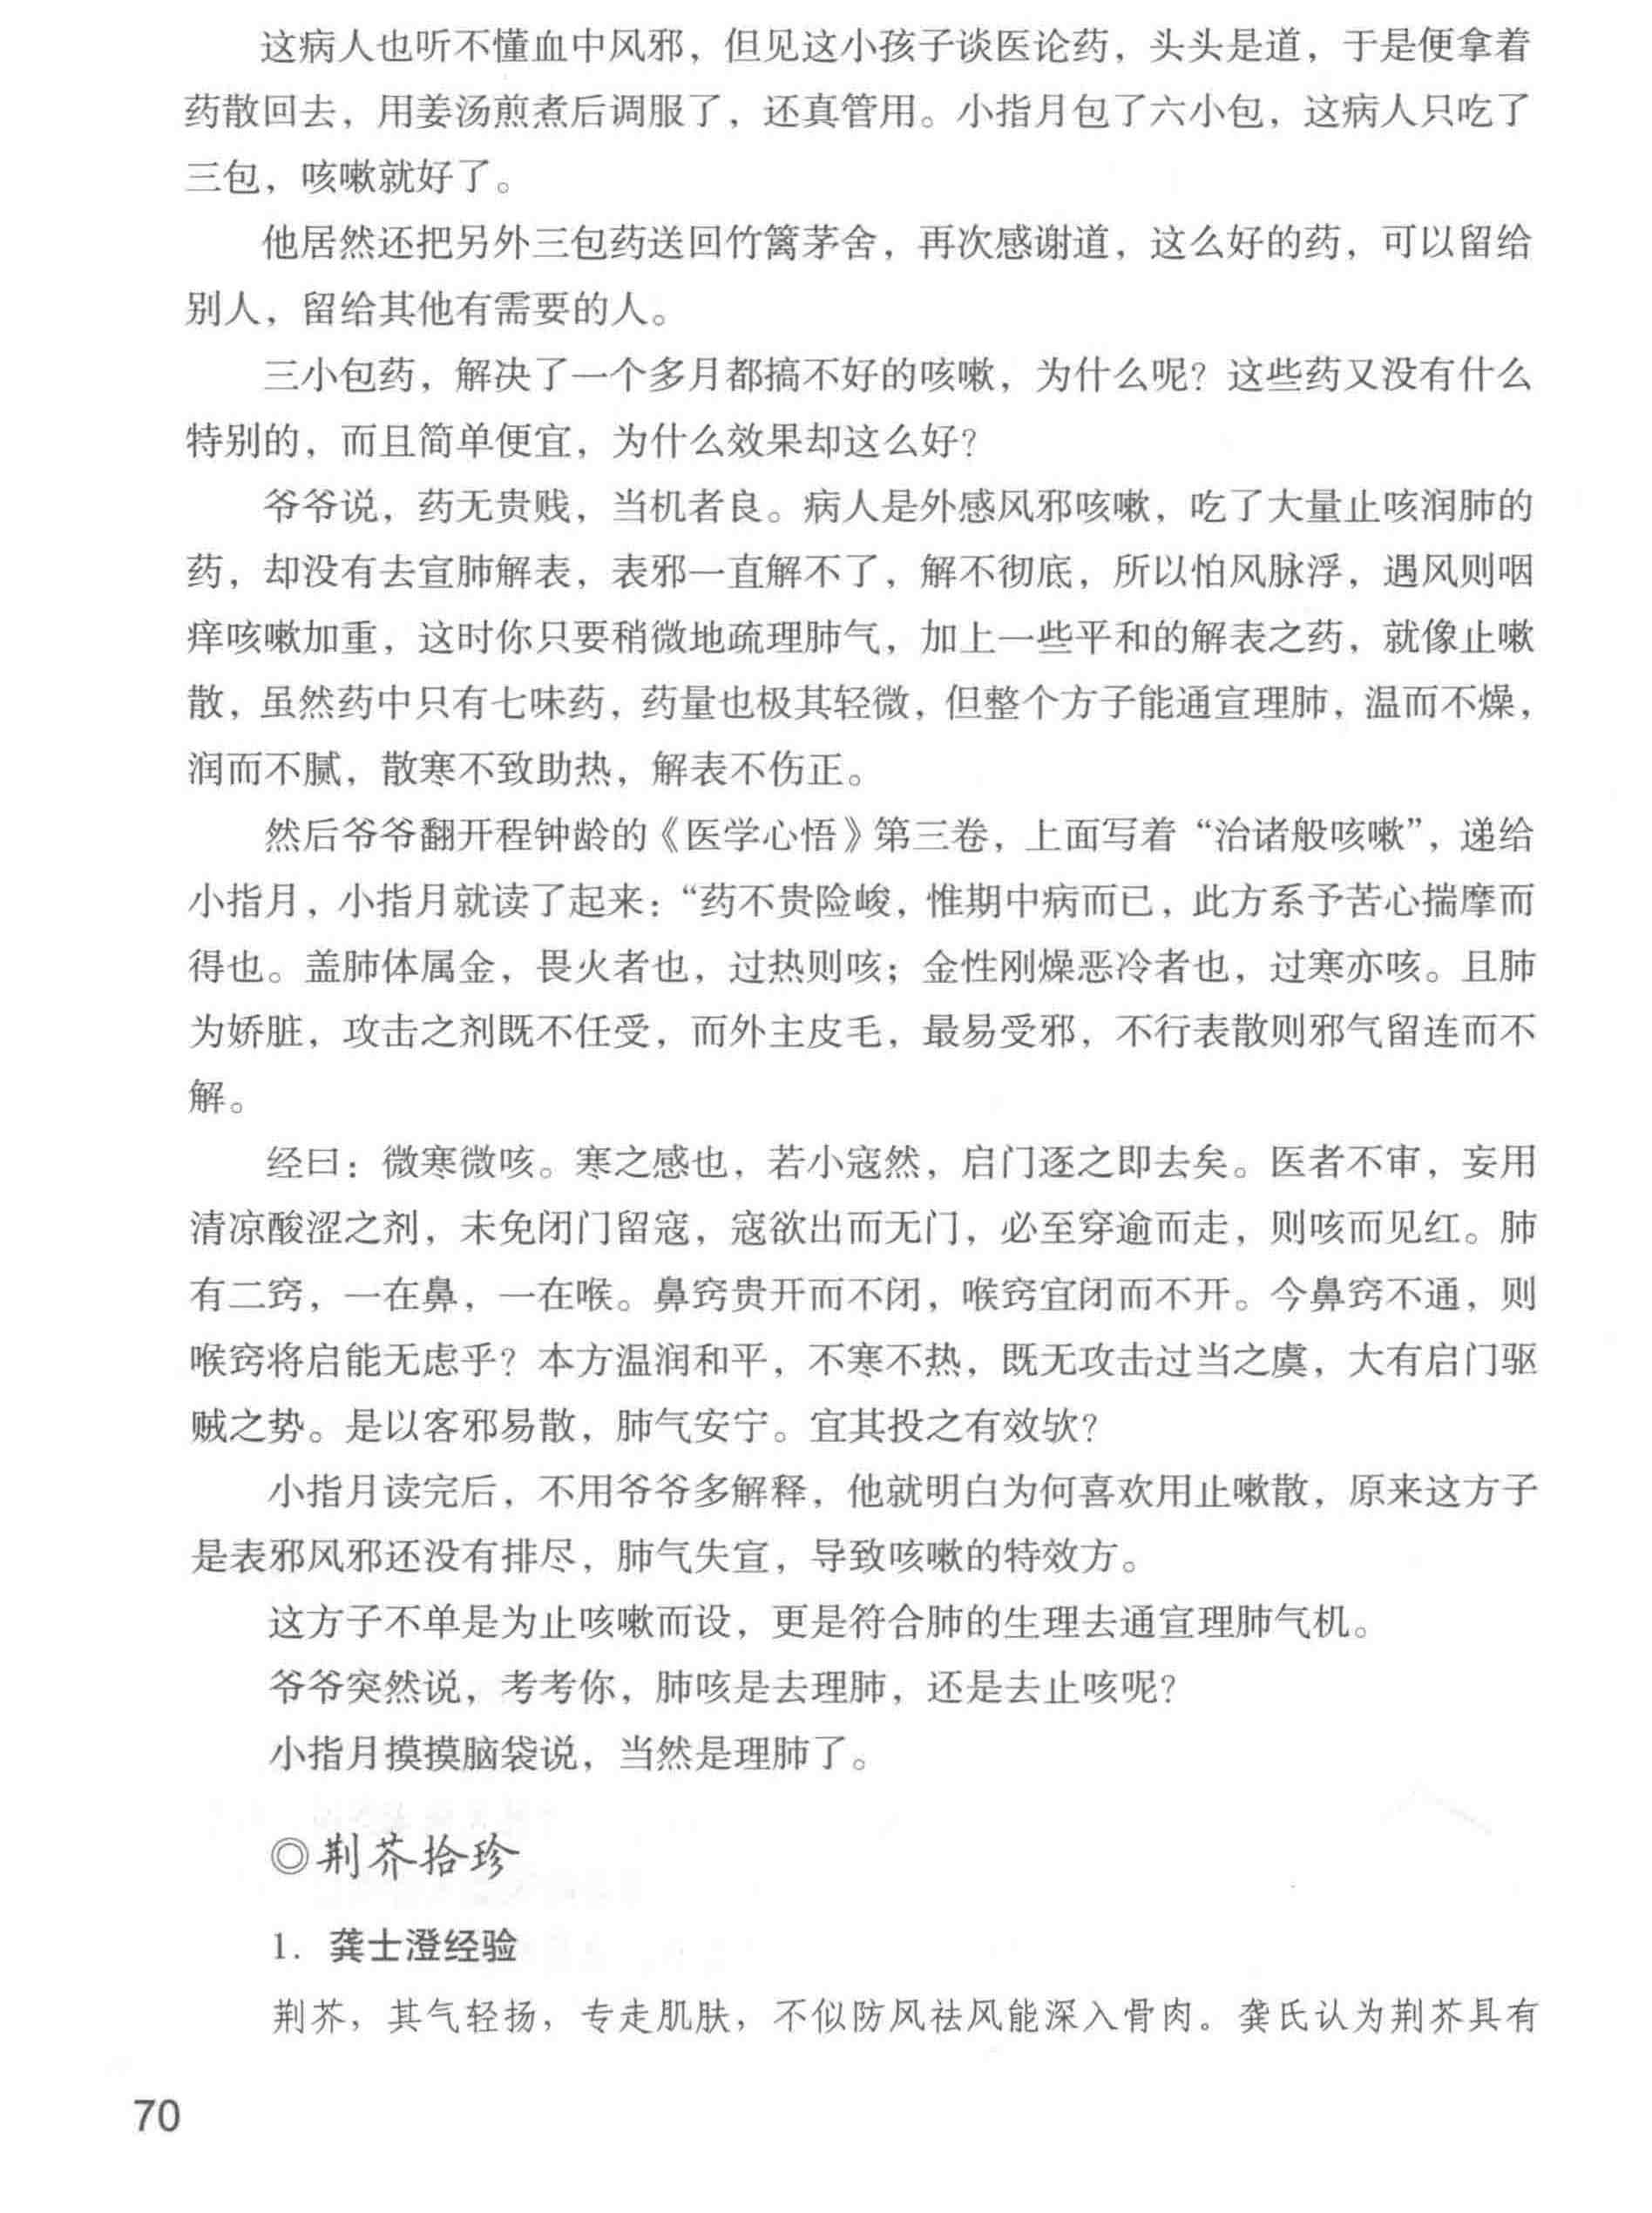 这病人也听不懂血中风邪，但见这小孩子谈医论药，头头是道，于是便拿着
药散回去，用姜汤煎煮后调服了，还真管用。小指月包了六小包，这病人只吃了
三包，咳嗽就好了。
他居然还把另外三包药送回竹篱茅舍，再次感谢道，这么好的药，可以留给
别人，留给其他有需要的人。
三小包药，解决了一个多月都搞不好的咳嗽，为什么呢？这些药又没有什么
特别的，而且简单便宜，为什么效果却这么好？
爷爷说，药无贵贱，当机者良。病人是外感风邪咳嗽，吃了大量止咳润肺的
药，却没有去宣肺解表，表邪一直解不了，解不彻底，所以怕风脉浮，遇风则咽
痒咳嗽加重，这时你只要稍微地疏理肺气，加上一些平和的解表之药，就像止嗽
散，虽然药中只有七味药，药量也极其轻微，但整个方子能通宣理肺，温而不燥，
润而不腻，散寒不致助热，解表不伤正。
然后爷爷翻开程钟龄的《医学心悟》第三卷，上面写着“治诸般咳嗽”，递给
小指月，小指月就读了起来：“药不贵险峻，惟期中病而已，此方系予苦心揣摩而
得也。盖肺体属金，畏火者也，过热则咳；金性刚燥恶冷者也，过寒亦咳。且肺
为娇脏，攻击之剂既不任受，而外主皮毛，最易受邪，不行表散则邪气留连而不
解。
经曰：微寒微咳。寒之感也，若小寇然，启门逐之即去矣。医者不审，妄用
清凉酸涩之剂，未免闭门留寇，寇欲出而无门，必至穿逾而走，则咳而见红。肺
有二窍，一在鼻，一在喉。鼻窍贵开而不闭，喉窍宜闭而不开。今鼻窍不通，则
喉窍将启能无虑乎？本方温润和平，不寒不热，既无攻击过当之虞，大有启门驱
贼之势。是以客邪易散，肺气安宁。宜其投之有效欤？
小指月读完后，不用爷爷多解释，他就明白为何喜欢用止嗽散，原来这方子
是表邪风邪还没有排尽，肺气失宣，导致咳嗽的特效方。
这方子不单是为止咳嗽而设，更是符合肺的生理去通宣理肺气机。
爷爷突然说，考考你，肺咳是去理肺，还是去止咳呢？
小指月摸摸脑袋说，当然是理肺了。
◎荆芥拾珍
1. 龚士澄经验
荆芥，其气轻扬，专走肌肤，不似防风祛风能深入骨肉。龚氏认为荆芥具有
70